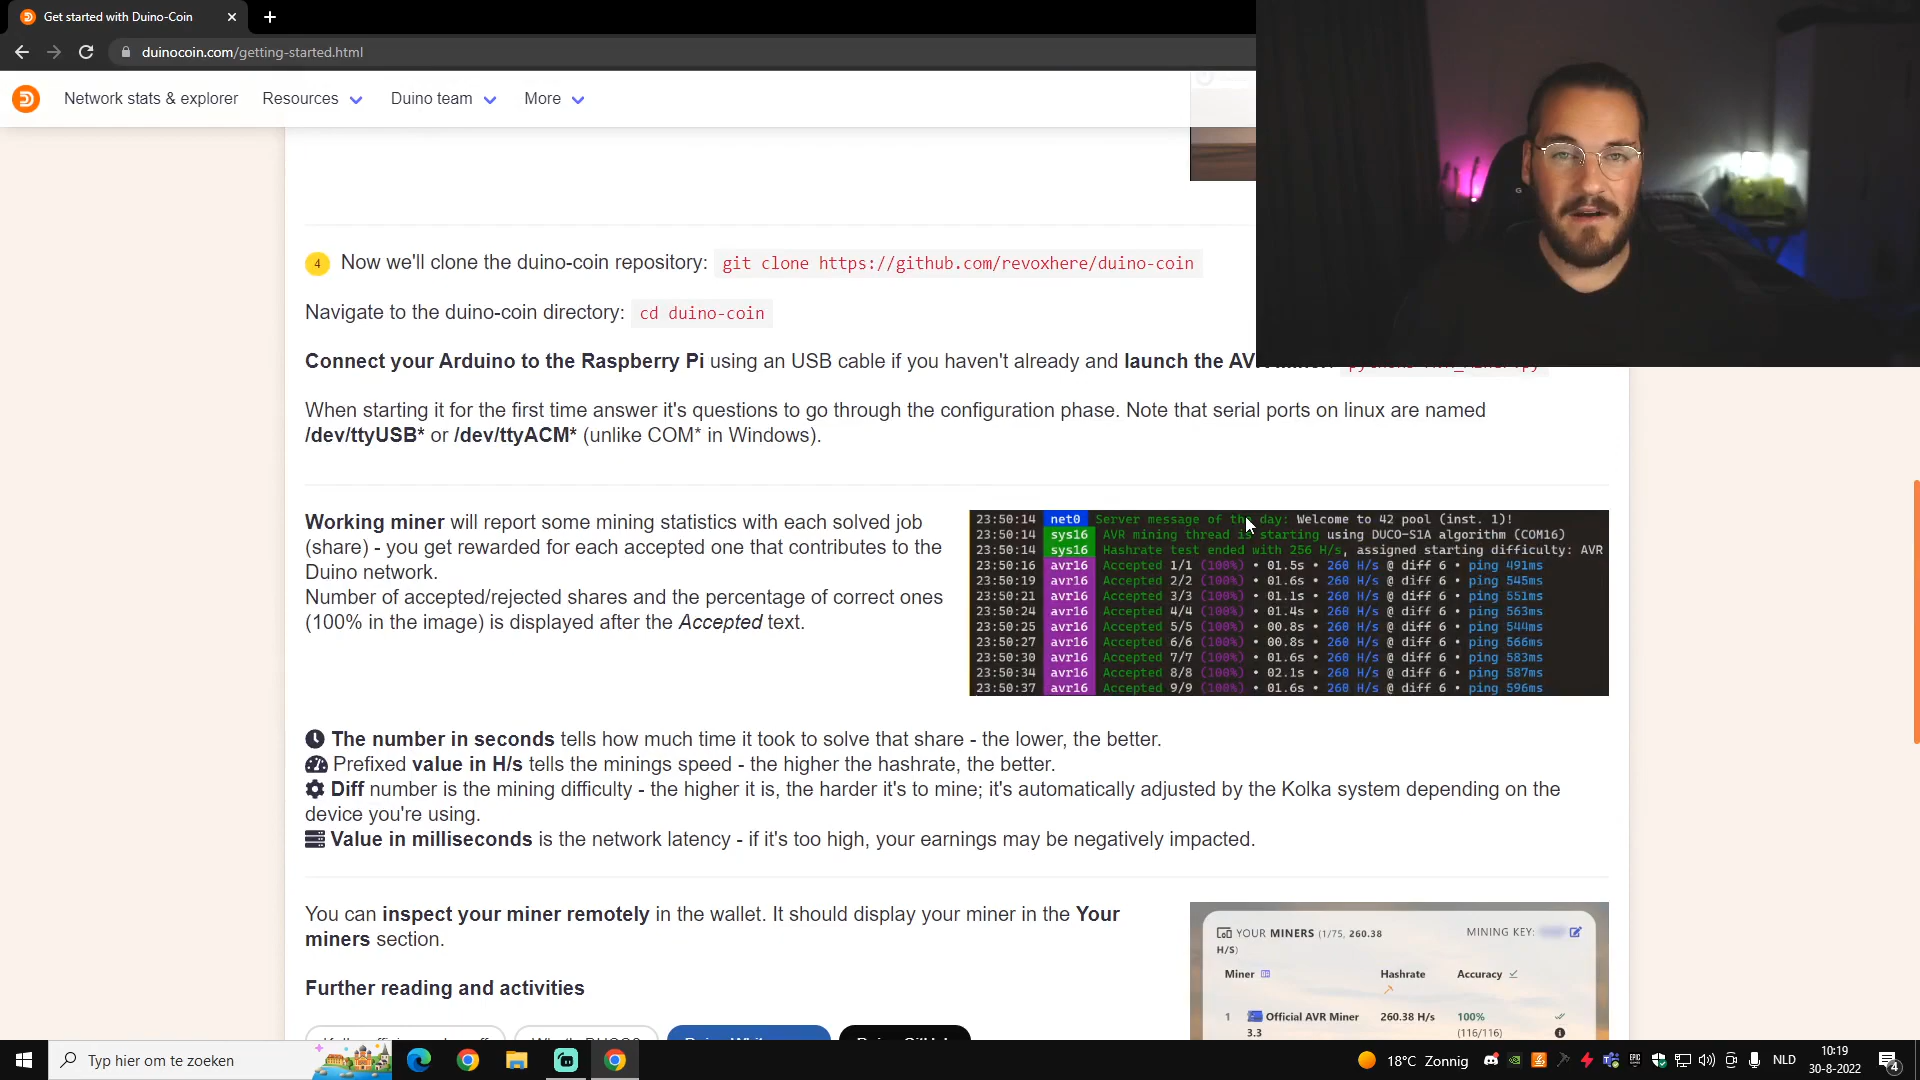 Get started with Duino-Coin
duinocoin.com/getting-started.html
Network stats & explorer Resources Duino team More
4 Now we'll clone the duino-coin repository: git clone https://github.com/revoxhere/duino-coin
Navigate to the duino-coin directory: cd duino-coin
Connect your Arduino to the Raspberry Pi using an USB cable if you haven't already and launch the AV
When starting it for the first time answer it's questions to go through the configuration phase. Note that serial ports on linux are named
/dev/ttyUSB* or /dev/ttyACM* (unlike COM* in Windows).
Working miner will report some mining statistics with each solved job
(share) - you get rewarded for each accepted one that contributes to the
Duino network.
Number of accepted/rejected shares and the percentage of correct ones
(100% in the image) is displayed after the Accepted text.
23:50:14 net0 Server message of the day: Welcome to 42 pool (inst. 1)!
23:50:14 sys16 AVR mining thread is starting using DUCO-S1A algorithm (COM16)
23:50:14 sys16 Hashrate test ended with 256 H/s, assigned starting difficulty: AVR
23:50:16 avr16 Accepted 1/1 (100%) • 01.5s • 260 H/s @ diff 6 • ping 491ms
23:50:19 avr16 Accepted 2/2 (100%) • 01.6s • 260 H/s @ diff 6 • ping 545ms
23:50:21 avr16 Accepted 3/3 (100%) • 01.1s • 260 H/s @ diff 6 • ping 551ms
23:50:24 avr16 Accepted 4/4 (100%) • 01.4s • 260 H/s @ diff 6 • ping 563ms
23:50:25 avr16 Accepted 5/5 (100%) • 00.8s • 260 H/s @ diff 6 • ping 544ms
23:50:27 avr16 Accepted 6/6 (100%) • 00.8s • 260 H/s @ diff 6 • ping 566ms
23:50:30 avr16 Accepted 7/7 (100%) • 01.6s • 260 H/s @ diff 6 • ping 583ms
23:50:34 avr16 Accepted 8/8 (100%) • 02.1s • 260 H/s @ diff 6 • ping 587ms
23:50:37 avr16 Accepted 9/9 (100%) • 01.6s • 260 H/s @ diff 6 • ping 596ms
The number in seconds tells how much time it took to solve that share - the lower, the better.
Prefixed value in H/s tells the minings speed - the higher the hashrate, the better.
Diff number is the mining difficulty - the higher it is, the harder it's to mine; it's automatically adjusted by the Kolka system depending on the
device you're using.
Value in milliseconds is the network latency - if it's too high, your earnings may be negatively impacted.
You can inspect your miner remotely in the wallet. It should display your miner in the Your
miners section.
Further reading and activities
YOUR MINERS (1/75, 260.38
H/S)
MINING KEY:
Miner Hashrate Accuracy
1 Official AVR Miner 260.38 H/s 100%
3.3 (116/116)
Typ hier om te zoeken
18°C Zonnig
NLD
10:19
30-8-2022
4